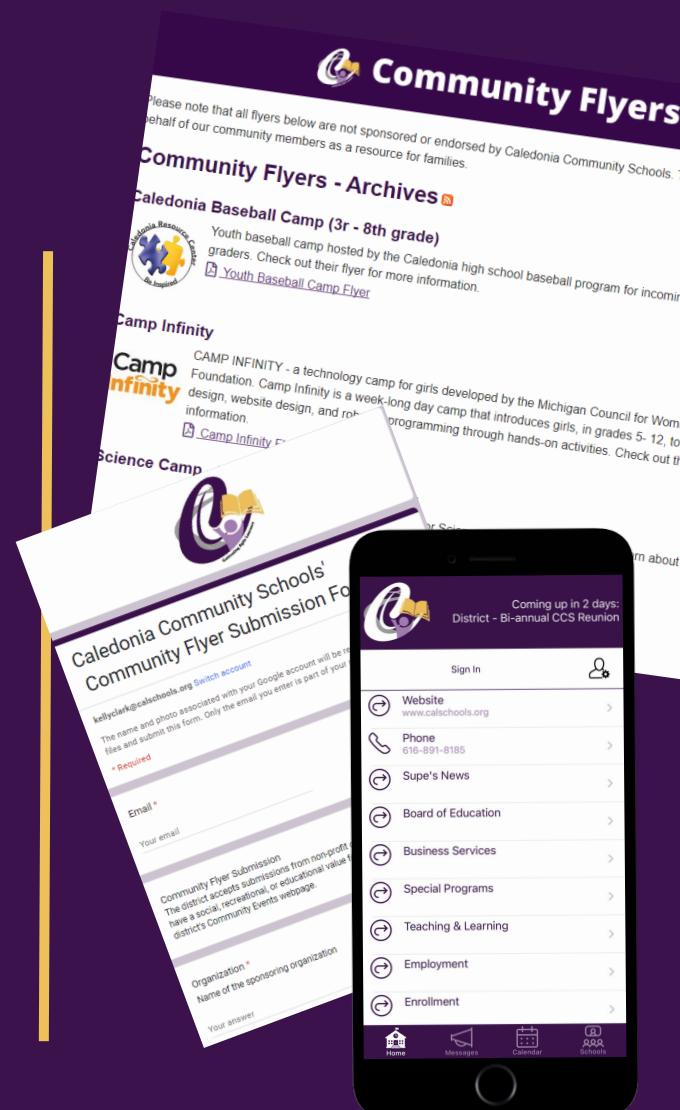 Community Flyers
Please note that all flyers below are not sponsored or endorsed by Caledonia Community Schools.
behalf of our community members as a resource for families.
Community Flyers - Archives
Caledonia Baseball Camp (3r - 8th grade)
Caledonia Resource Center
Be Inspired
Youth baseball camp hosted by the Caledonia high school baseball program for
graders. Check out their flyer for more information.
Youth Baseball Camp Flyer
Camp Infinity
Camp
Infinity
CAMP INFINITY - a technology camp for girls developed by the Michigan Council for
Foundation. Camp Infinity is a week-long day camp that introduces girls, in grades 5- 12, to
design, website design, and programming through hands-on activities. Check out
information.
Camp Infinity
Science Camp
about
Caledonia Community Schools'
Community Flyer Submission
kellyclark@calschools.org Switch account
The name and photo associated with your Google account will be
files and submit this form. Only the email you enter is part of your
* Required
Email *
Your email
Community Flyer Submission
The district accepts submissions from non-profit
have a social, recreational, or educational value
district's Community Events webpage.
Organization *
Name of the sponsoring organization
Your answer
Coming up in 2 days:
District - Bi-annual CCS Reunion
Sign In
Website
www.calschools.org
Phone
616-891-8185
Supe's News
Board of Education
Business Services
Special Programs
Teaching & Learning
Employment
Enrollment
Home Messages Calendar Schools